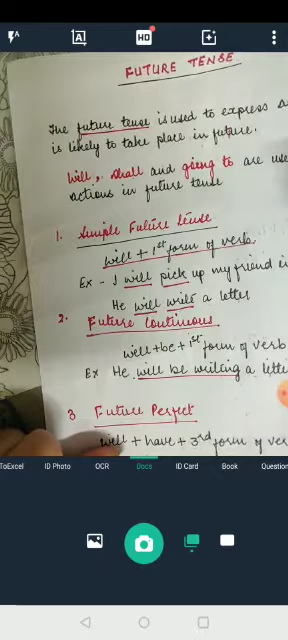 A
HD
FUTURE TENSE
The future tense is used to express a
is likely to take place in future.
Will, shall and going to are use
actions in future tense
1. Simple Future Tense
will + 1st form of verb.
Ex - I will pick up my friend i
He will write a letter
2. Future Continuous
will + be + 1st form of verb
Ex He will be writing a lette
3 Future Perfect
will + have + 3rd form of ver
ToExcel ID Photo OCR Docs ID Card Book Question